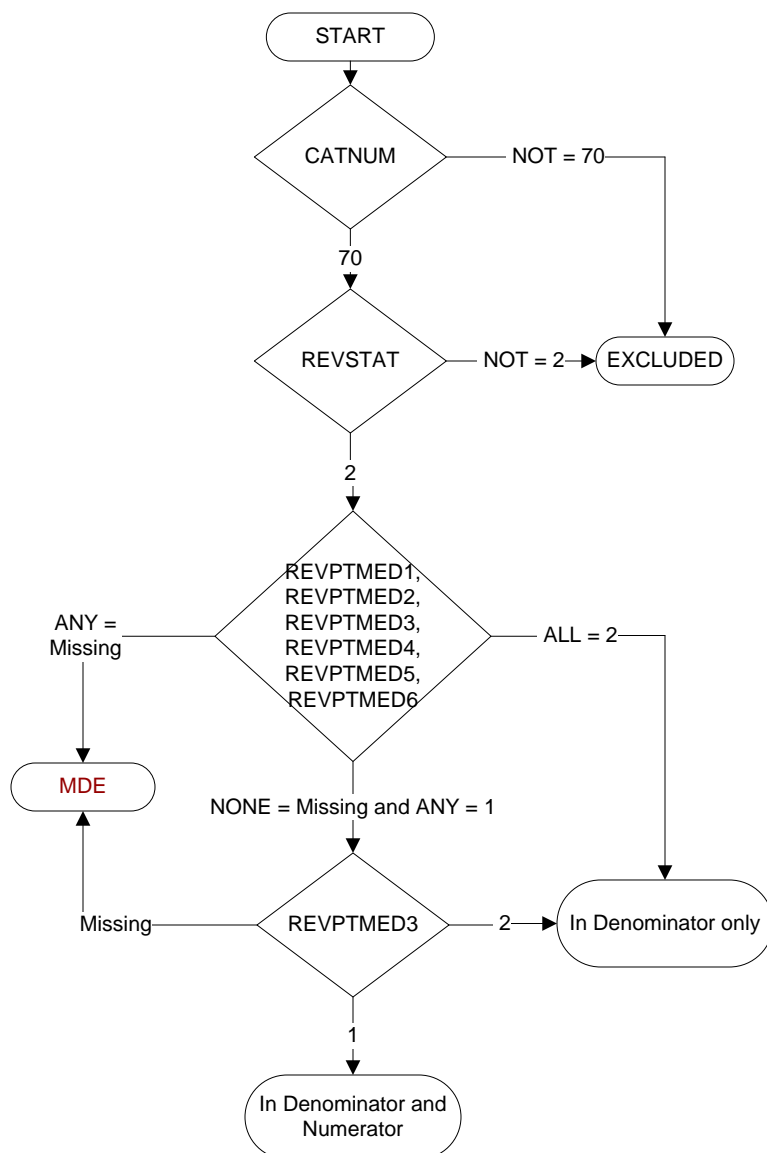 START
CATNUM
NOT = 70
70
REVSTAT
NOT = 2
EXCLUDED
2
REVPTMED1,
REVPTMED2,
REVPTMED3,
REVPTMED4,
REVPTMED5,
REVPTMED6
ANY =
Missing
ALL = 2
MDE
NONE = Missing and ANY = 1
Missing
REVPTMED3
2
In Denominator only
1
In Denominator and
Numerator